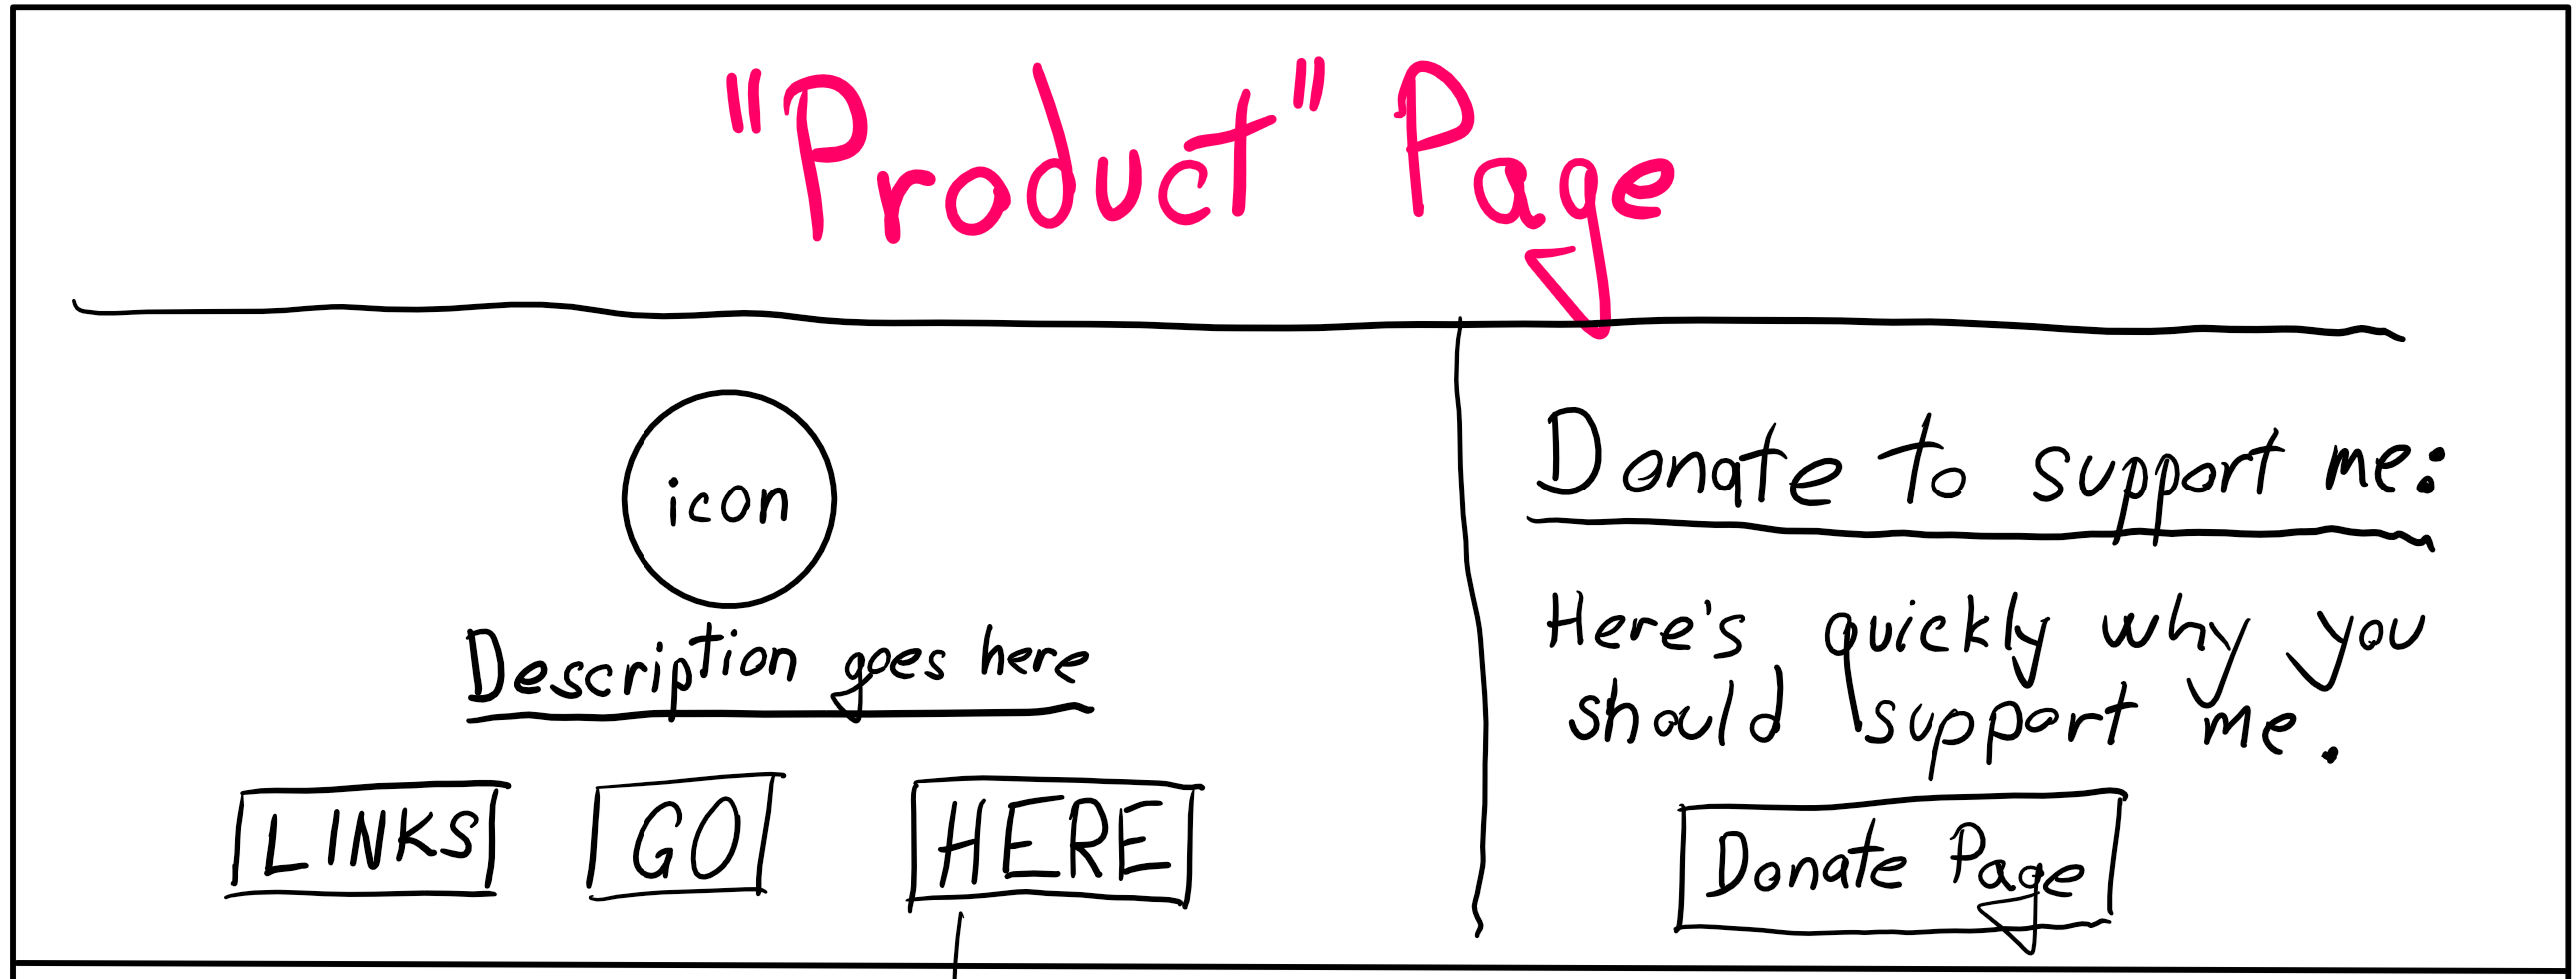 "Product" Page
icon
Description goes here
LINKS GO HERE
Donate to support me:
Here's quickly why you
should support me.
Donate Page